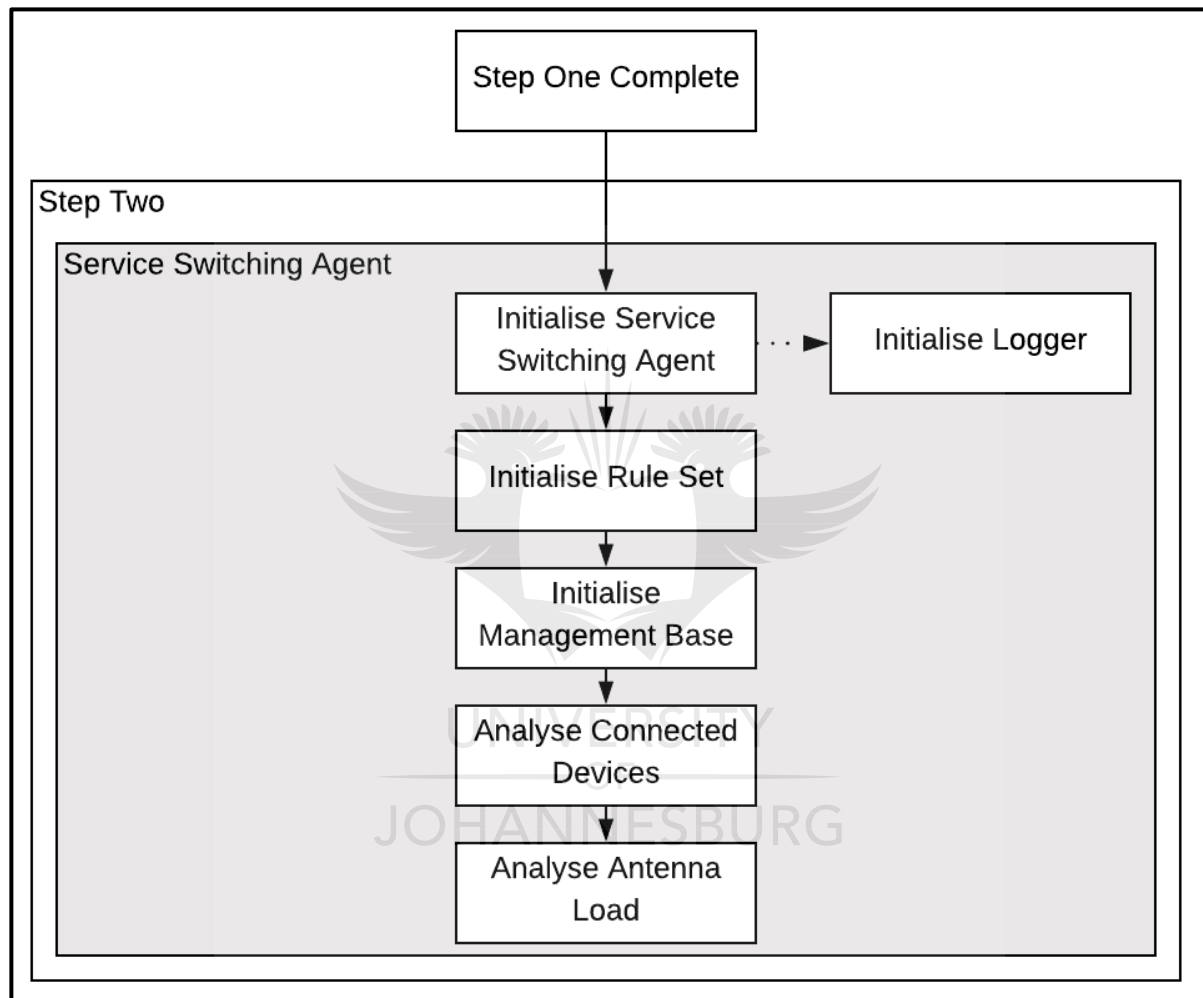 Step One Complete
Step Two
Service Switching Agent
Initialise Service
Switching Agent
Initialise Logger
Initialise Rule Set
Initialise
Management Base
Analyse Connected
Devices
Analyse Antenna
Load
UNIVERSITY
OF
JOHANNESBURG